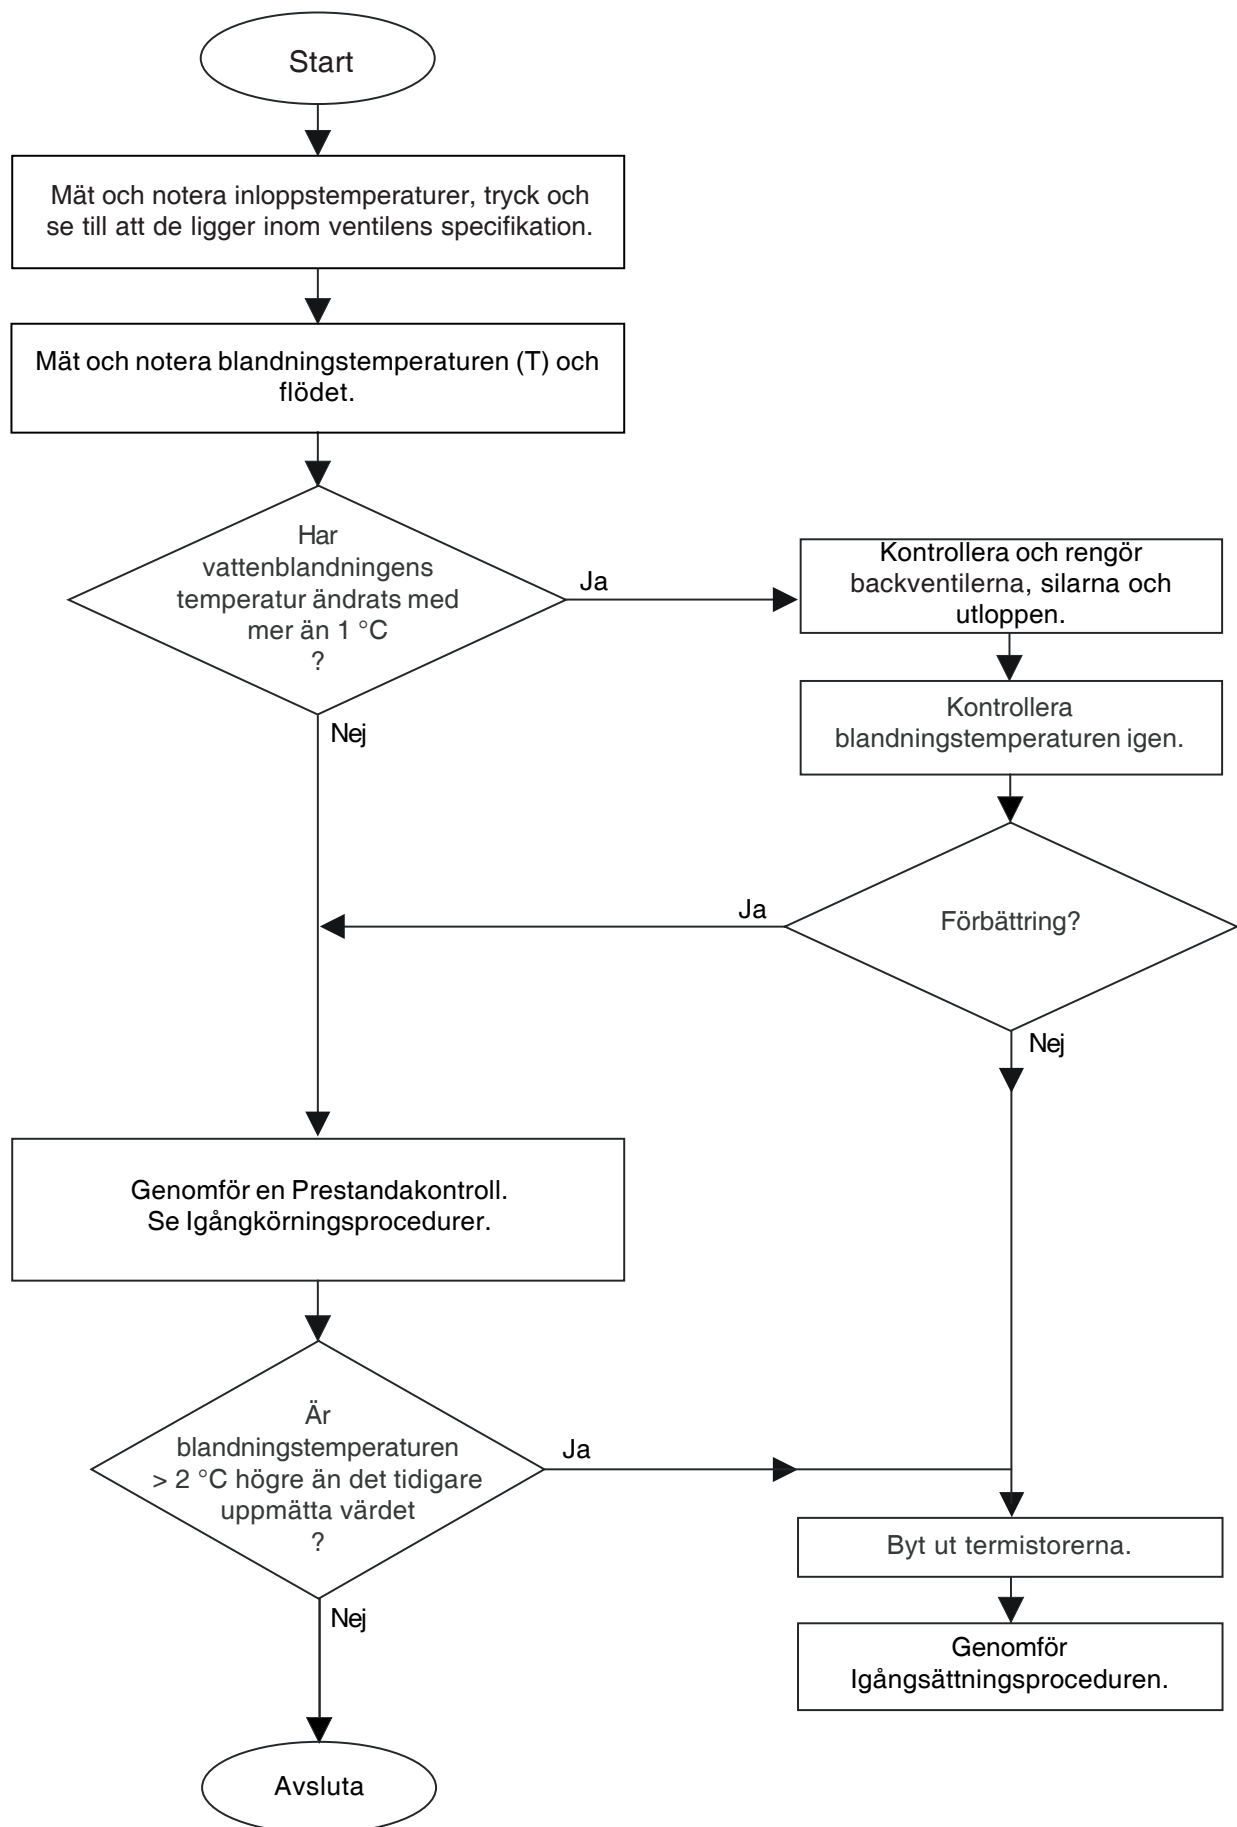 Start
Mät och notera inloppstemperaturer, tryck och
se till att de ligger inom ventilens specifikation.
Mät och notera blandningstemperaturen (T) och
flödet.
Har
vattenblandningens
temperatur ändrats med
mer än 1 °C
?
Ja
Kontrollera och rengör
backventilerna, silarna och
utloppen.
Nej
Kontrollera
blandningstemperaturen igen.
Ja
Förbättring?
Nej
Genomför en Prestandakontroll.
Se Igångkörningsprocedurer.
Är
blandningstemperaturen
> 2 °C högre än det tidigare
uppmätta värdet
?
Ja
Byt ut termistorerna.
Nej
Genomför
Igångsättningsproceduren.
Avsluta